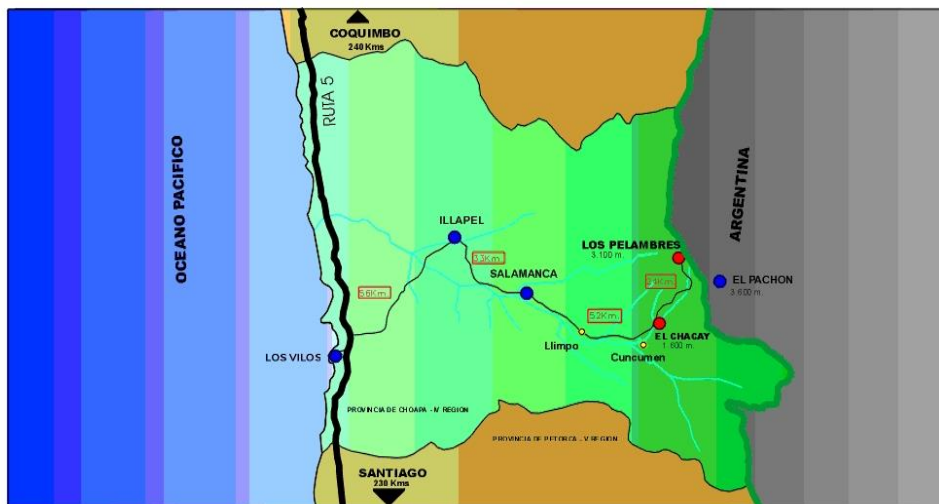 COQUIMBO
240 Kms
RUTA 5
OCEANO PACIFICO
ARGENTINA
ILLAPEL
33Km.
LOS PELAMBRES
3.100 m.
SALAMANCA
24Km.
EL PACHON
3.600 m.
56Km.
52Km.
EL CHACAY
1.600 m.
Llimpo
Cuncumen
LOS VILOS
PROVINCIA DE CHOAPA - IV REGION
PROVINCIA DE PETORCA - V REGION
SANTIAGO
230 Kms